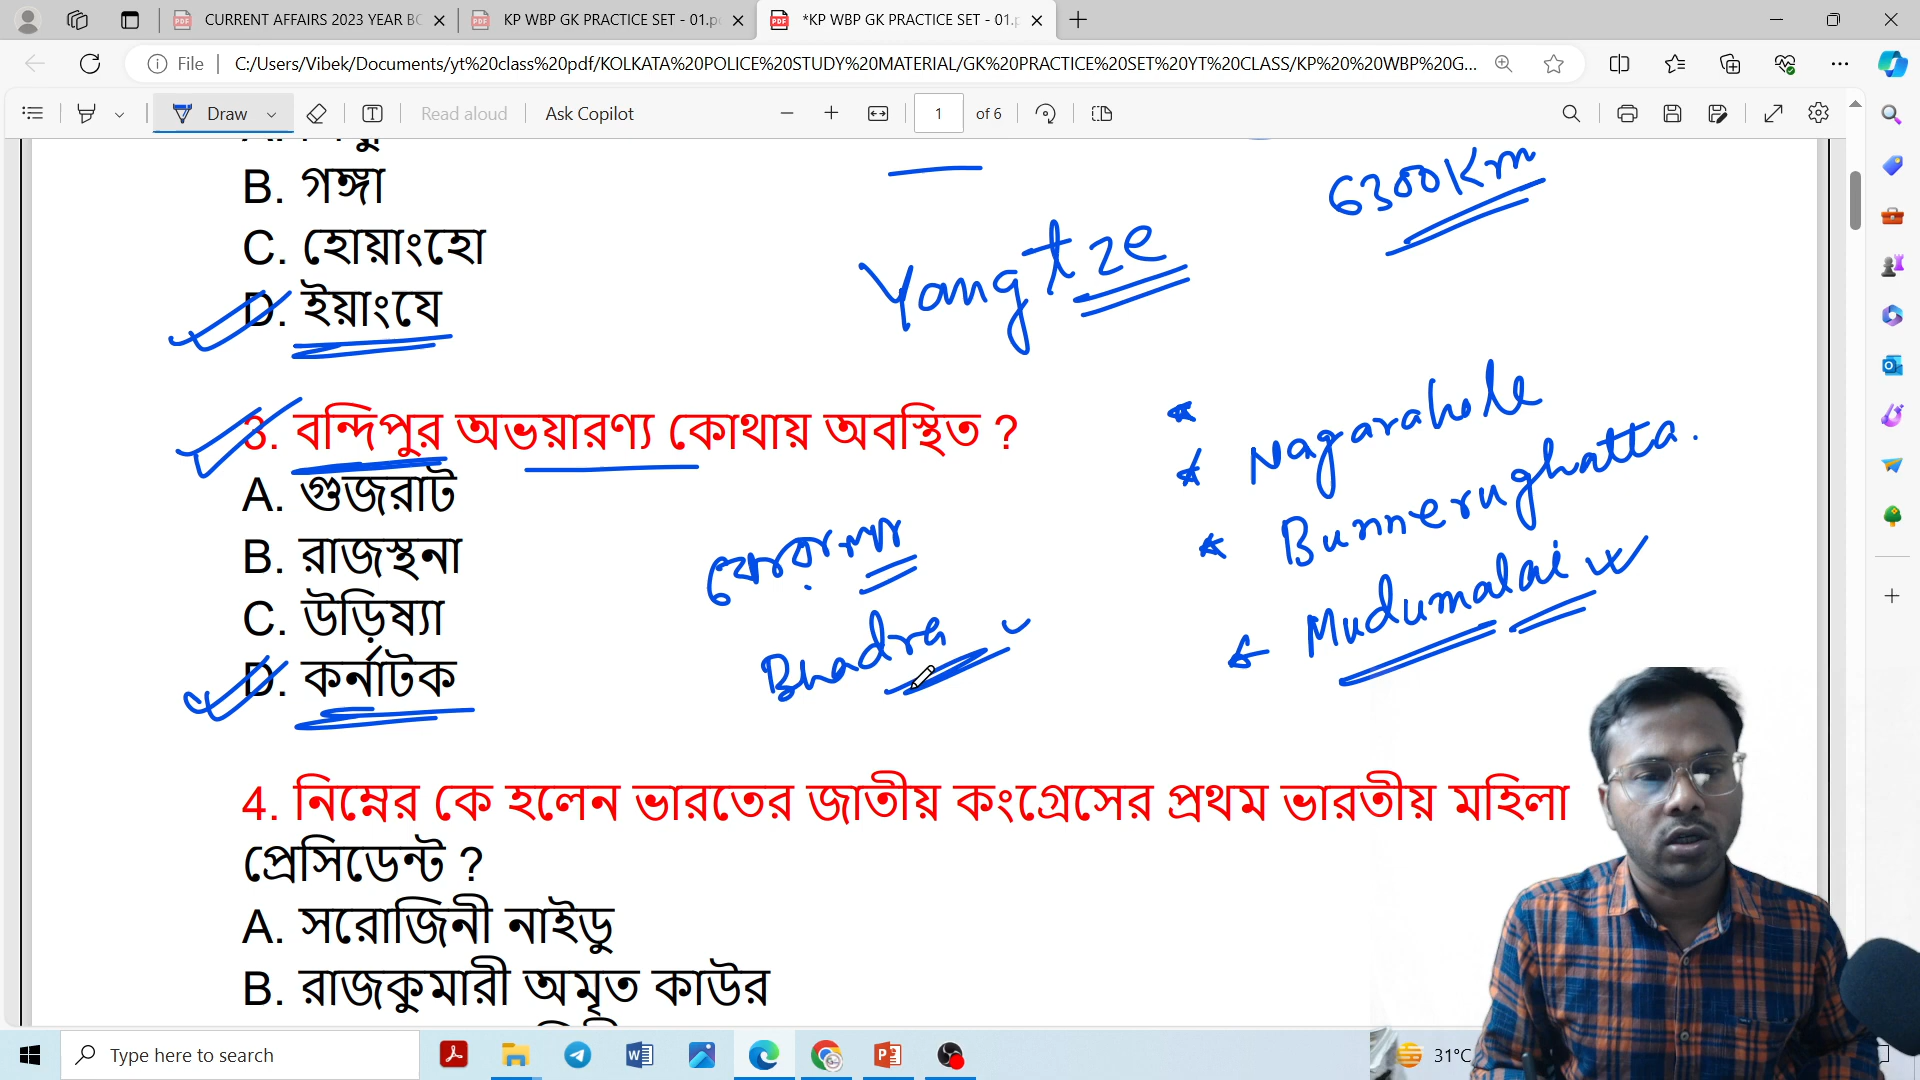 CURRENT AFFAIRS 2023 YEAR BC
KP WBP GK PRACTICE SET - 01.p
*KP WBP GK PRACTICE SET - 01.p
File
C:/Users/Vibek/Documents/yt%20class%20pdf/KOLKATA%20POLICE%20STUDY%20MATERIAL/GK%20PRACTICE%20SET%20YT%20CLASS/KP%20%20WBP%20G...
Draw
Read aloud
Ask Copilot
1 of 6
B. গঙ্গা
6300Km
C. হোয়াংহো
Yangtze
D. ইয়াংযে
3. বন্দিপুর অভয়ারণ্য কোথায় অবস্থিত ?
Nagarahole
A. গুজরাট
Bunnerughatta.
B. রাজস্থনা
Mudumalai
C. উড়িষ্যা
Bhadra
D. কর্নাটক
4. নিম্নের কে হলেন ভারতের জাতীয় কংগ্রেসের প্রথম ভারতীয় মহিলা
প্রেসিডেন্ট ?
A. সরোজিনী নাইডু
B. রাজকুমারী অমৃত কাউর
Type here to search
31°C